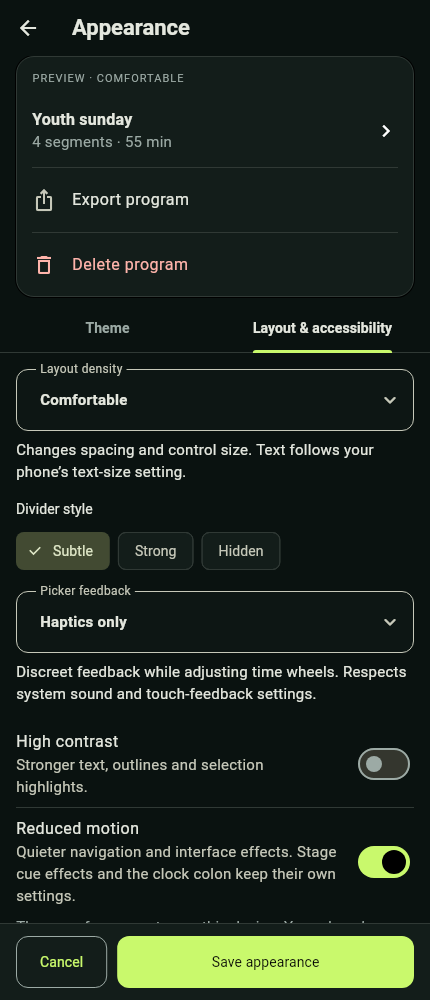 Appearance
PREVIEW · COMFORTABLE
Youth sunday
4 segments · 55 min
Export program
Delete program
Theme
Layout & accessibility
Layout density
Comfortable
Changes spacing and control size. Text follows your
phone’s text-size setting.
Divider style
Subtle
Strong
Hidden
Picker feedback
Haptics only
Discreet feedback while adjusting time wheels. Respects
system sound and touch-feedback settings.
High contrast
Stronger text, outlines and selection
highlights.
Reduced motion
Quieter navigation and interface effects. Stage
cue effects and the clock colon keep their own
settings.
Cancel
Save appearance